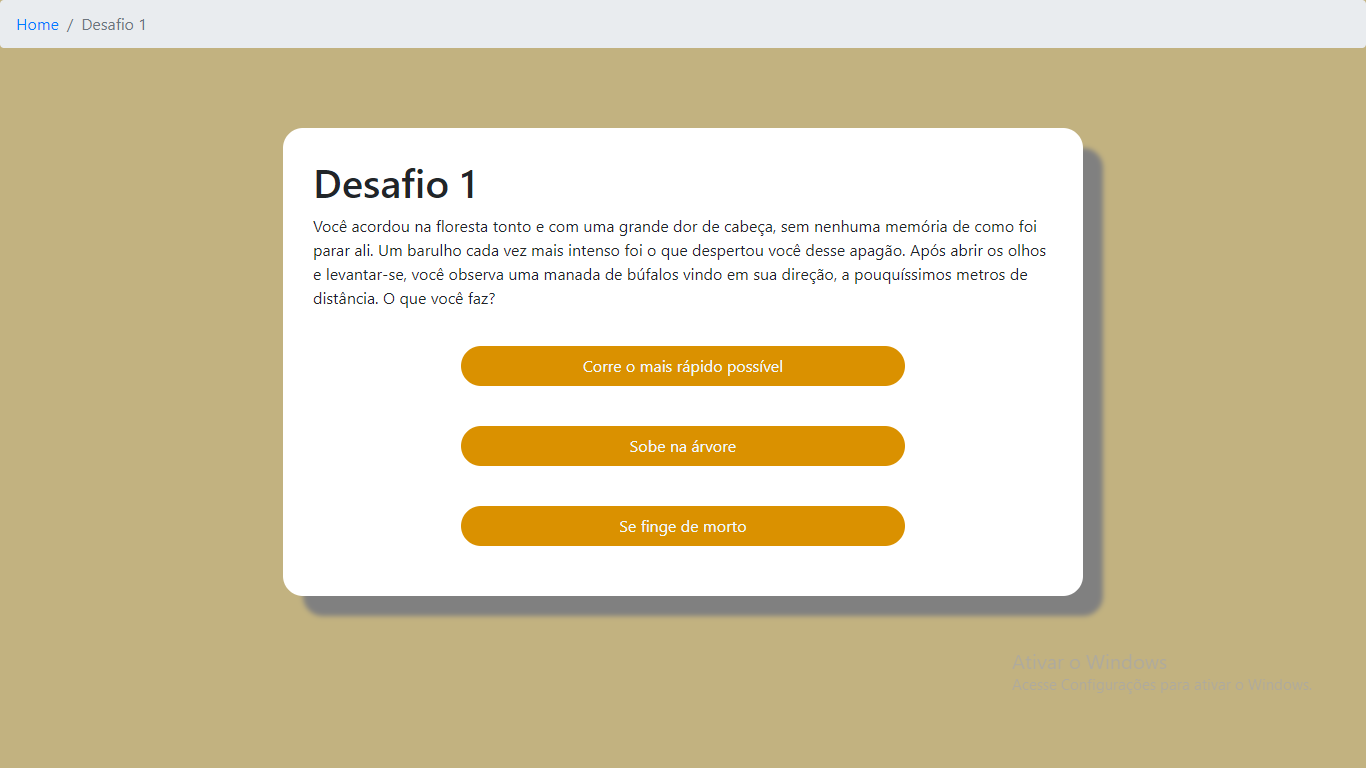 Home / Desafio 1
Desafio 1
Você acordou na floresta tonto e com uma grande dor de cabeça, sem nenhuma memória de como foi
parar ali. Um barulho cada vez mais intenso foi o que despertou você desse apagão. Após abrir os olhos
e levantar-se, você observa uma manada de búfalos vindo em sua direção, a pouquíssimos metros de
distância. O que você faz?
Corre o mais rápido possível
Sobe na árvore
Se finge de morto
Ativar o Windows
Acesse Configurações para ativar o Windows.